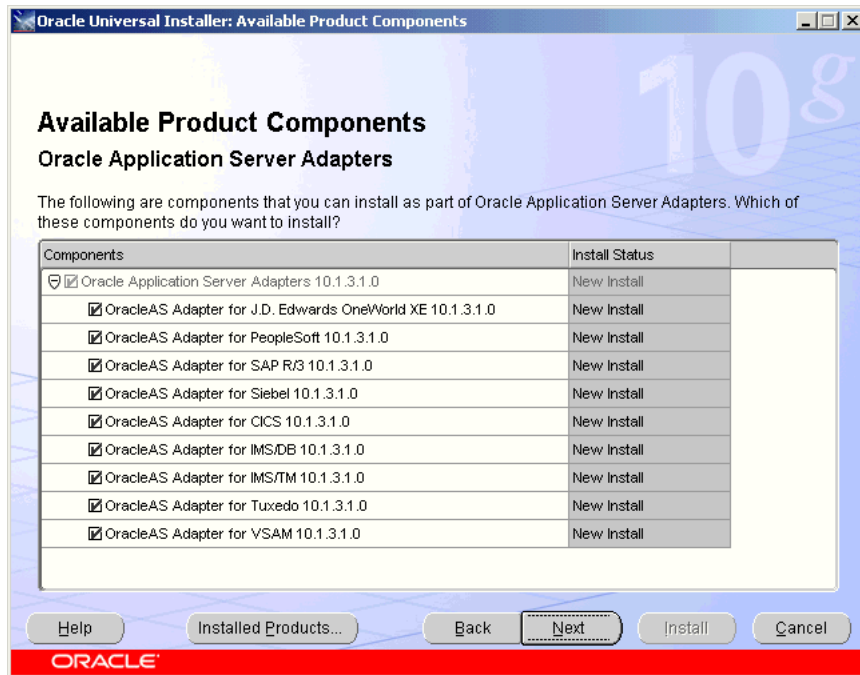 Oracle Universal Installer: Available Product Components
10g
Available Product Components
Oracle Application Server Adapters
The following are components that you can install as part of Oracle Application Server Adapters. Which of
these components do you want to install?
Components Install Status
Oracle Application Server Adapters 10.1.3.1.0 New Install
OracleAS Adapter for J.D. Edwards OneWorld XE 10.1.3.1.0 New Install
OracleAS Adapter for PeopleSoft 10.1.3.1.0 New Install
OracleAS Adapter for SAP R/3 10.1.3.1.0 New Install
OracleAS Adapter for Siebel 10.1.3.1.0 New Install
OracleAS Adapter for CICS 10.1.3.1.0 New Install
OracleAS Adapter for IMS/DB 10.1.3.1.0 New Install
OracleAS Adapter for IMS/TM 10.1.3.1.0 New Install
OracleAS Adapter for Tuxedo 10.1.3.1.0 New Install
OracleAS Adapter for VSAM 10.1.3.1.0 New Install
Help Installed Products... Back Next Install Cancel
ORACLE